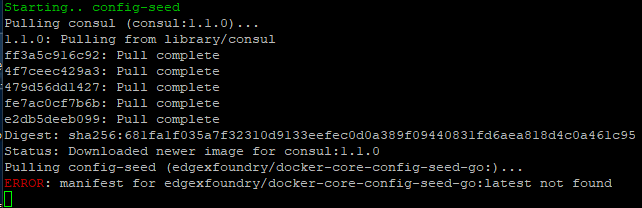 Starting.. config-seed
Pulling consul (consul:1.1.0)...
1.1.0: Pulling from library/consul
ff3a5c916c92: Pull complete
4f7ceec429a3: Pull complete
479d56dd1427: Pull complete
fe7ac0cf7b6b: Pull complete
e2db5deeb099: Pull complete
Digest: sha256:681fa1f035a7f32310d9133eefec0d0a389f09440831fd6aea818d4c0a461c95
Status: Downloaded newer image for consul:1.1.0
Pulling config-seed (edgexfoundry/docker-core-config-seed-go:)...
ERROR: manifest for edgexfoundry/docker-core-config-seed-go:latest not found